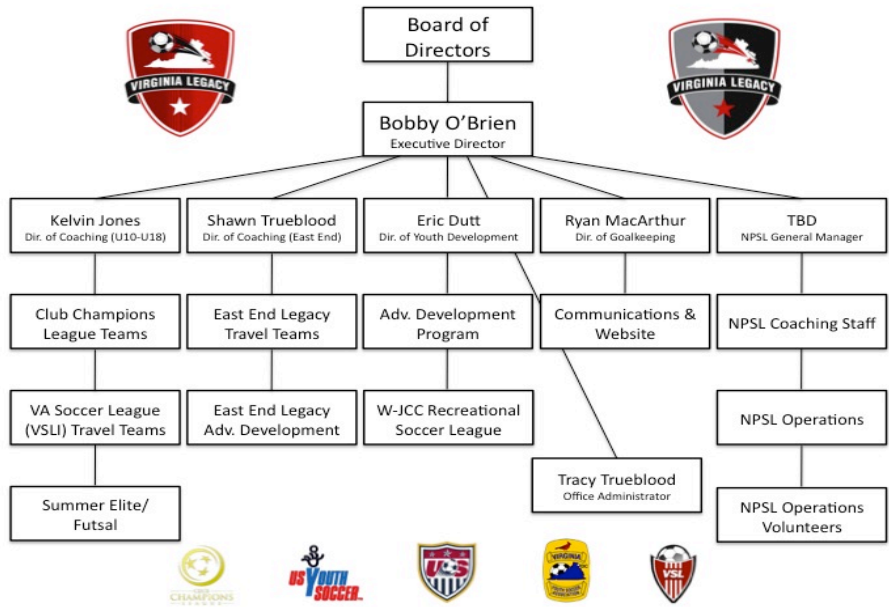 VIRGINIA LEGACY
Board of
Directors
VIRGINIA LEGACY
Bobby O’Brien
Executive Director
Kelvin Jones
Dir. of Coaching (U10-U18)
Shawn Trueblood
Dir. of Coaching (East End)
Eric Dutt
Dir. of Youth Development
Ryan MacArthur
Dir. of Goalkeeping
TBD
NPSL General Manager
Club Champions
League Teams
East End Legacy
Travel Teams
Adv. Development
Program
Communications &
Website
NPSL Coaching Staff
VA Soccer League
(VSLI) Travel Teams
East End Legacy
Adv. Development
W-JCC Recreational
Soccer League
NPSL Operations
Summer Elite/
Futsal
Tracy Trueblood
Office Administrator
NPSL Operations
Volunteers
CHAMPIONS
US YOUTH
SOCCER
US
VIRGINIA
VSL